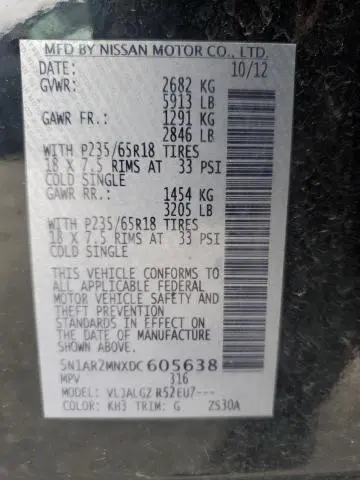 MFD BY NISSAN MOTOR CO., LTD.
DATE: 10/12
GVWR: 2682 KG
5913 LB
GAWR FR.: 1291 KG
2846 LB
WITH P235/65R18 TIRES
18 X 7.5 RIMS AT 33 PSI
COLD SINGLE
GAWR RR.: 1454 KG
3205 LB
WITH P235/65R18 TIRES
18 X 7.5 RIMS AT 33 PSI
COLD SINGLE
THIS VEHICLE CONFORMS TO
ALL APPLICABLE FEDERAL
MOTOR VEHICLE SAFETY AND
THEFT PREVENTION
STANDARDS IN EFFECT ON
THE DATE OF MANUFACTURE
SHOWN ABOVE.
5N1AR2MNXDC605638
MPV 316
MODEL: VLJALGZ R52EU7---
COLOR: KH3 TRIM: G ZS30A